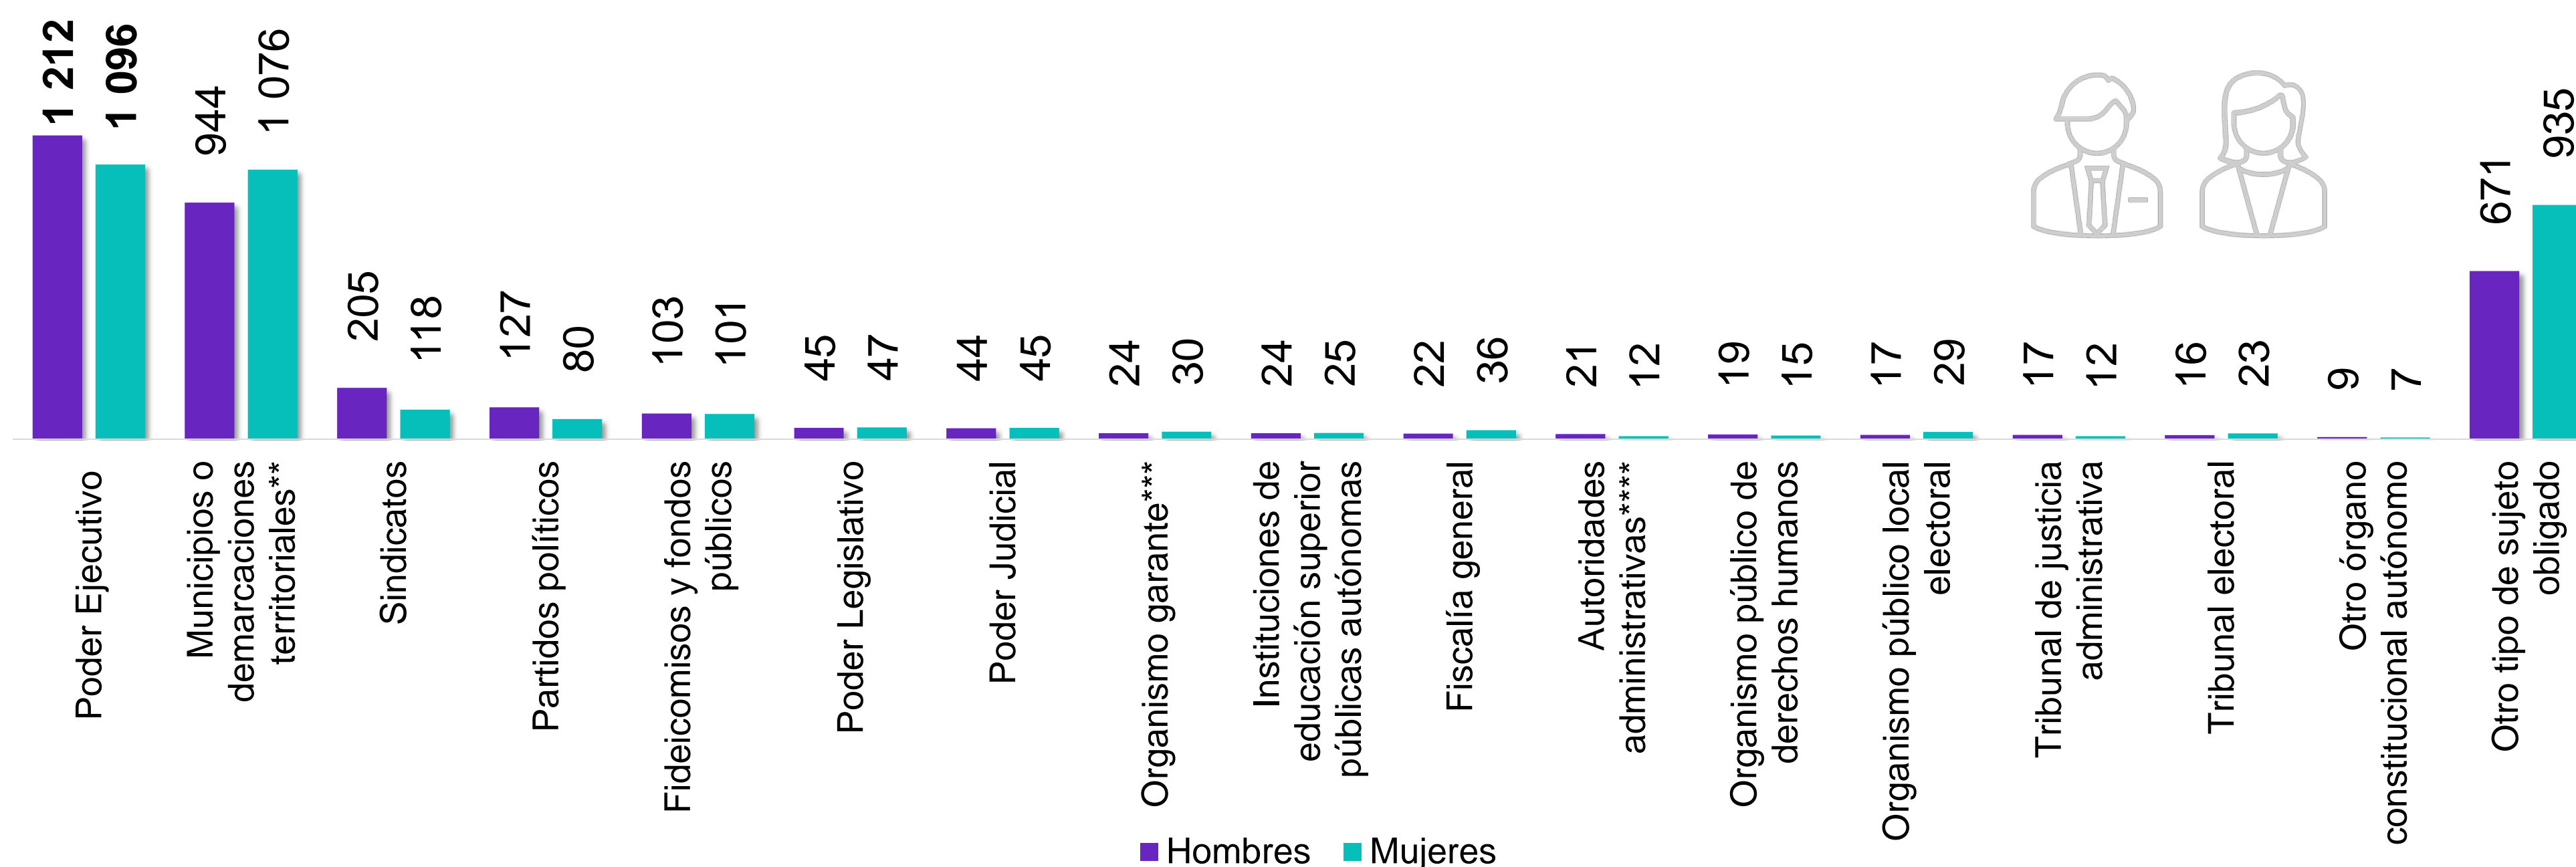 1 212
1 096
944
1 076
205
118
127
80
103
101
45
47
44
45
24
30
24
25
22
36
21
12
19
15
17
29
17
12
16
23
9
7
671
935
Poder Ejecutivo
Municipios o
demarcaciones
territoriales**
Sindicatos
Partidos políticos
Fideicomisos y fondos
públicos
Poder Legislativo
Poder Judicial
Organismo garante***
Instituciones de
educación superior
públicas autónomas
Fiscalía general
Autoridades
administrativas****
Organismo público de
derechos humanos
Organismo público local
electoral
Tribunal de justicia
administrativa
Tribunal electoral
Otro órgano
constitucional autónomo
Otro tipo de sujeto
obligado
Hombres
Mujeres